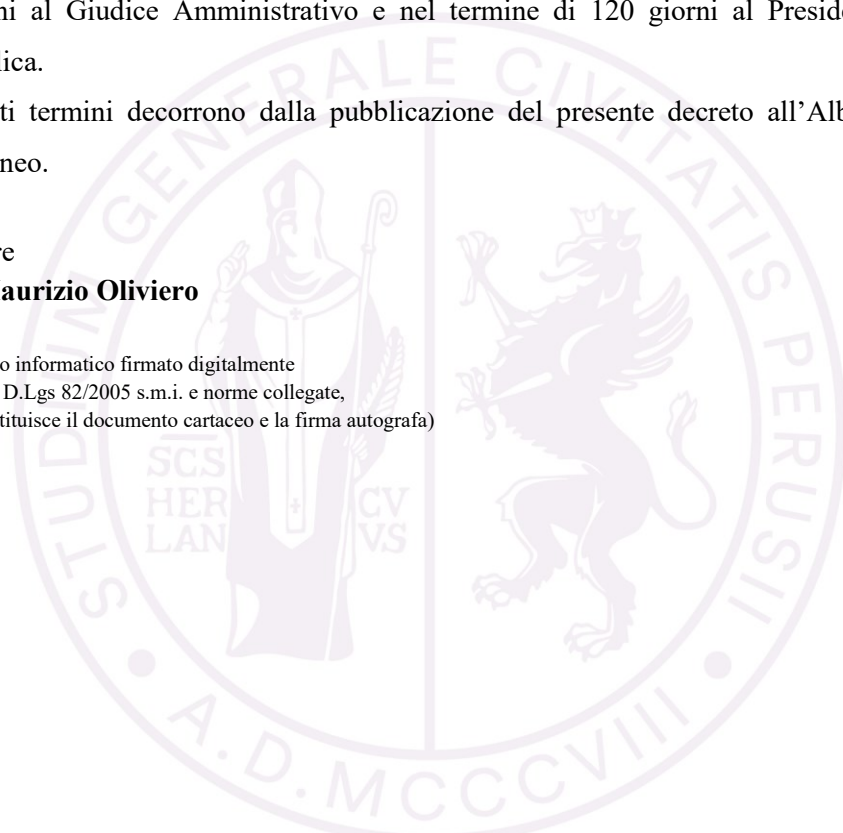 ni al Giudice Amministrativo e nel termine di 120 giorni al Preside
lica.
ti termini decorrono dalla pubblicazione del presente decreto all’Alb
neo.
re
aurizio Oliviero
o informatico firmato digitalmente
D.Lgs 82/2005 s.m.i. e norme collegate,
tituisce il documento cartaceo e la firma autografa)
STUDIUM GENERALE CIVITATIS PERUSII
SCS
HER
LAN
CV
VS
A.D. MCCCVIII